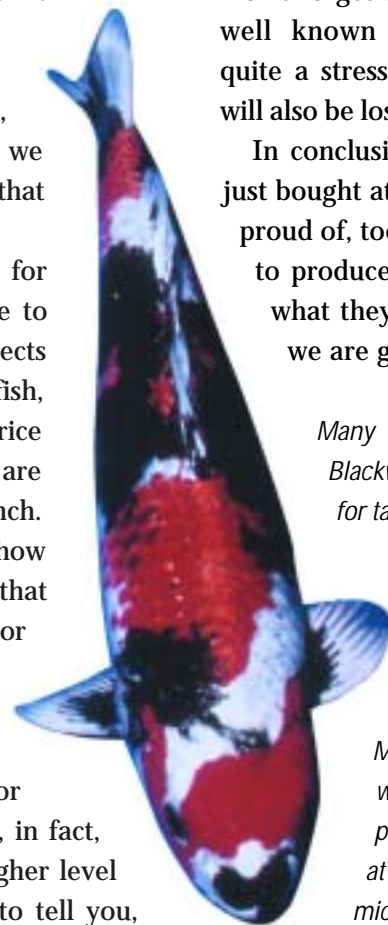 ,
we
that
for
e to
ects
fish,
rice
are
nch.
how
that
or
or
, in fact,
gher level
to tell you,
well known
quite a stress
will also be los
In conclusi
just bought at
proud of, too
to produce
what they
we are g
Many
Blackw
for ta
M
w
p
at
mic